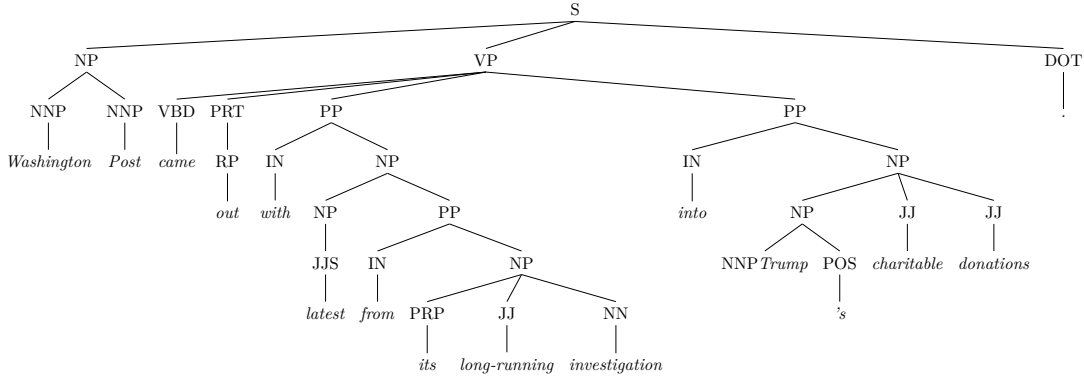 S
NP VP DOT
NNP NNP VBD PRT PP PP .
Washington Post came RP IN NP IN NP
out with NP PP into NP JJ JJ
JJS IN NP NNP Trump POS charitable donations
latest from PRP JJ NN 's
its long-running investigation